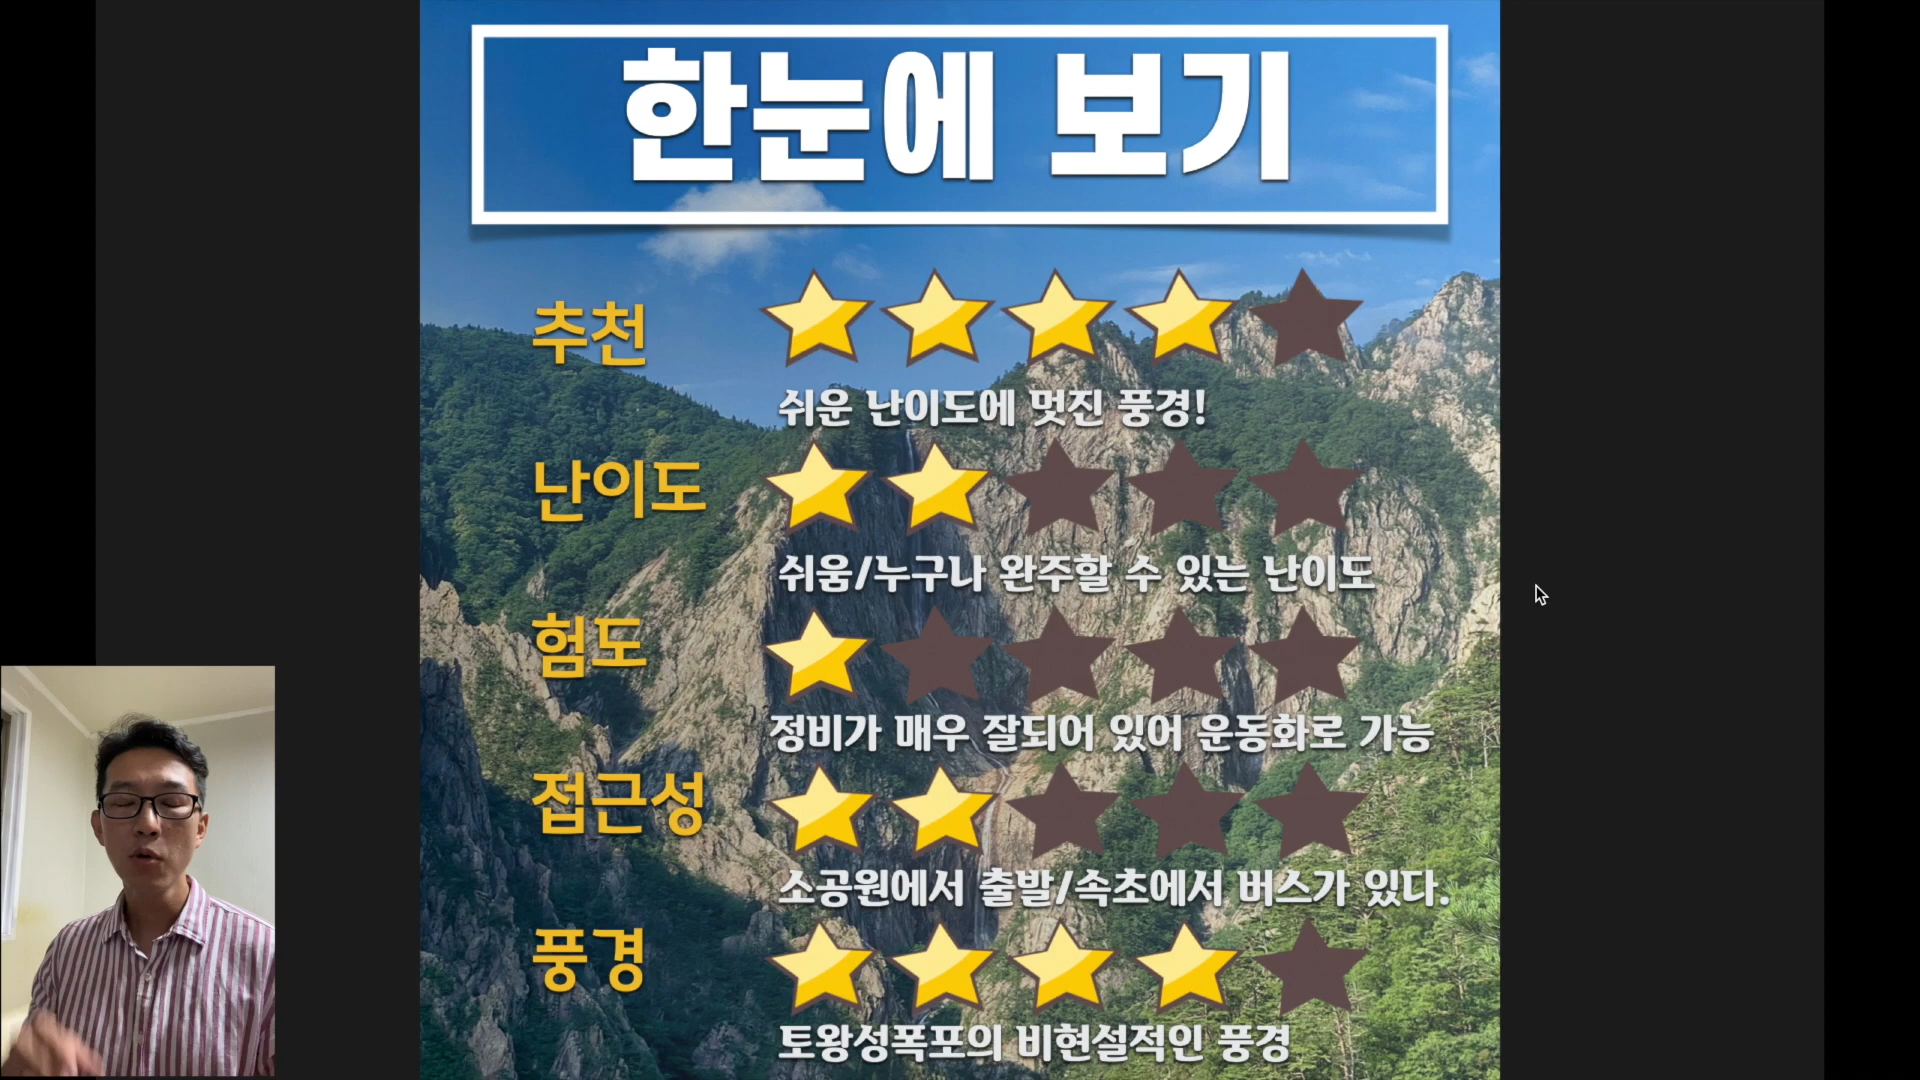 한눈에 보기
추천
쉬운 난이도에 멋진 풍경!
난이도
쉬움/누구나 완주할 수 있는 난이도
험도
정비가 매우 잘되어 있어 운동화로 가능
접근성
소공원에서 출발/속초에서 버스가 있다.
풍경
토왕성폭포의 비현설적인 풍경